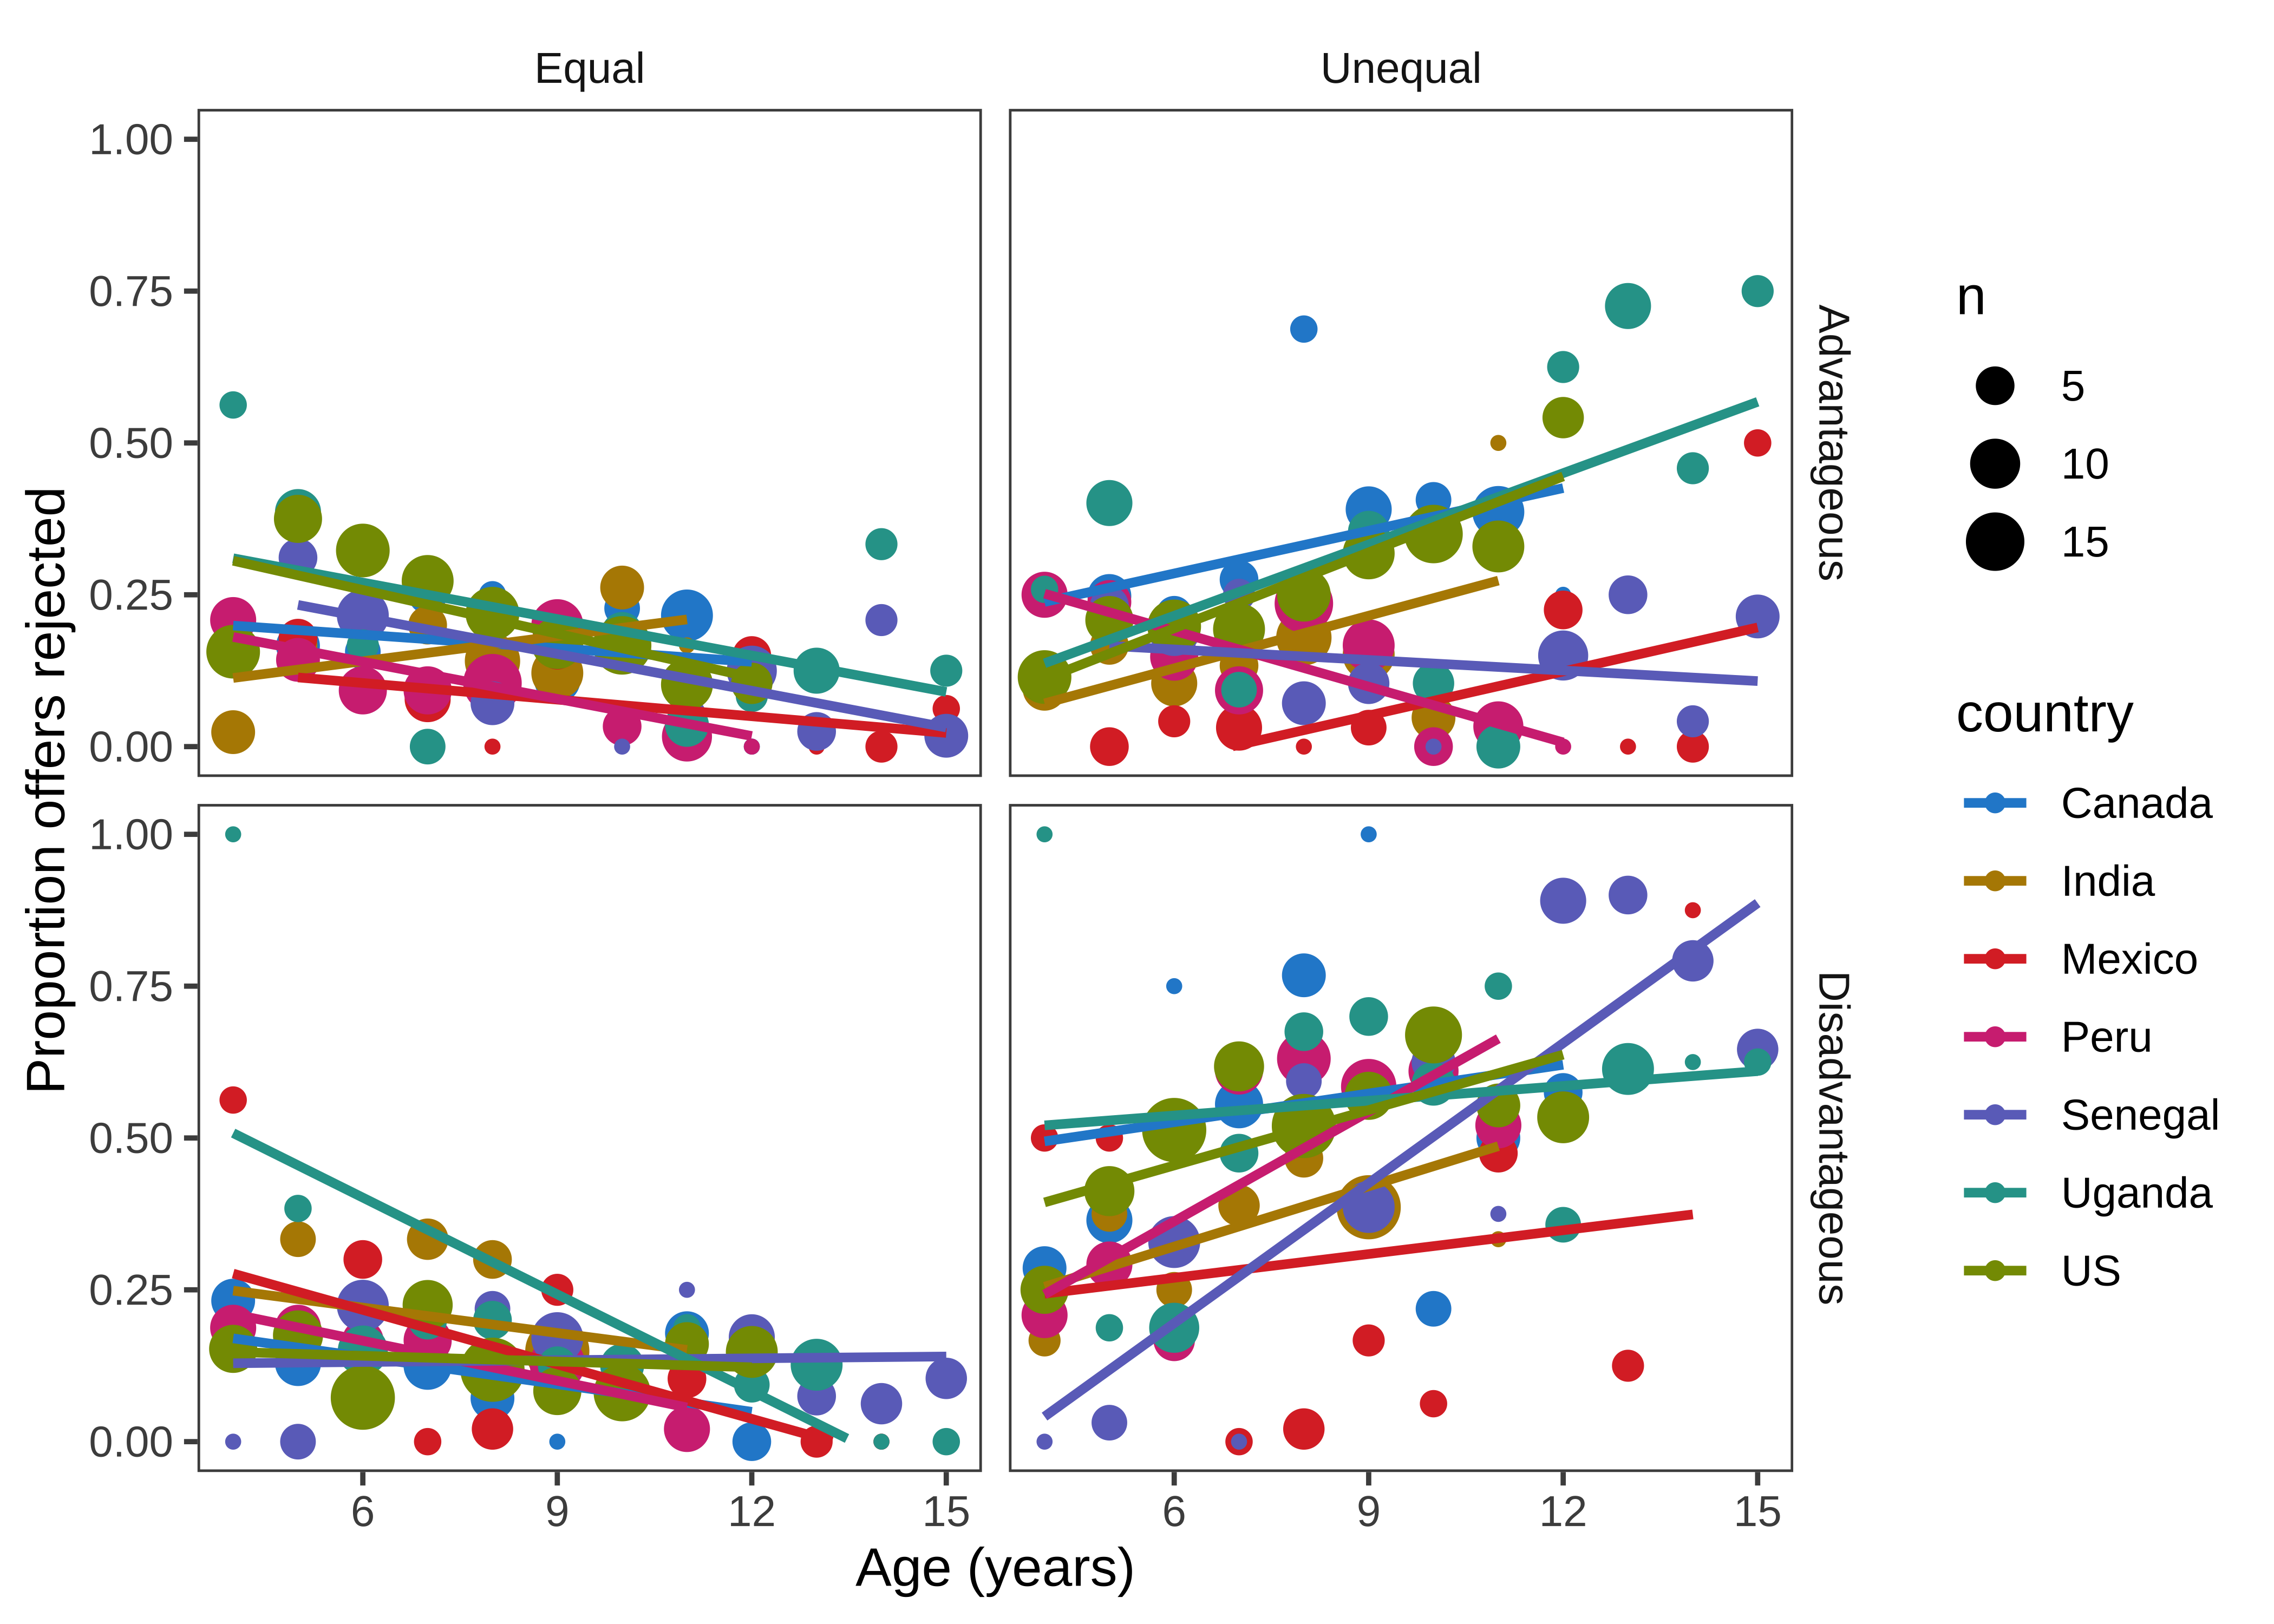 Equal
Unequal
1.00
0.75
0.50
0.25
0.00
Advantageous
1.00
0.75
0.50
0.25
0.00
Disadvantageous
6
9
12
15
6
9
12
15
Age (years)
Proportion offers rejected
n
5
10
15
country
Canada
India
Mexico
Peru
Senegal
Uganda
US